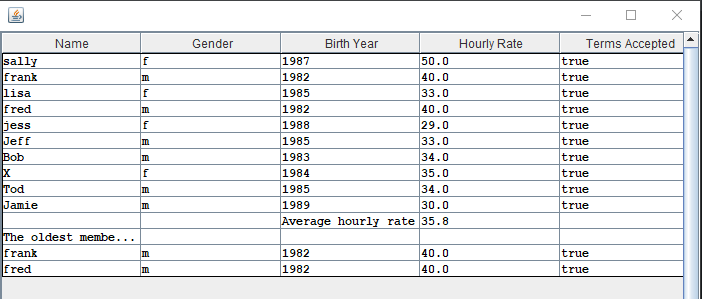 Name Gender Birth Year Hourly Rate Terms Accepted
sally f 1987 50.0 true
frank m 1982 40.0 true
lisa f 1985 33.0 true
fred m 1982 40.0 true
jess f 1988 29.0 true
Jeff m 1985 33.0 true
Bob m 1983 34.0 true
X f 1984 35.0 true
Tod m 1985 34.0 true
Jamie m 1989 30.0 true
Average hourly rate 35.8
The oldest membe...
frank m 1982 40.0 true
fred m 1982 40.0 true